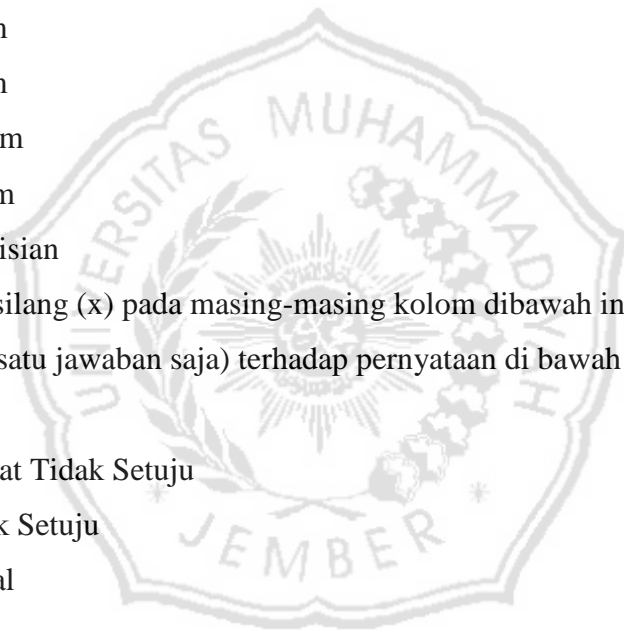 n
n
m
m
isian
silang (x) pada masing-masing kolom dibawah in
satu jawaban saja) terhadap pernyataan di bawah
at Tidak Setuju
k Setuju
al
UNIVERSITAS MUHAMMADIYAH
JEMBER